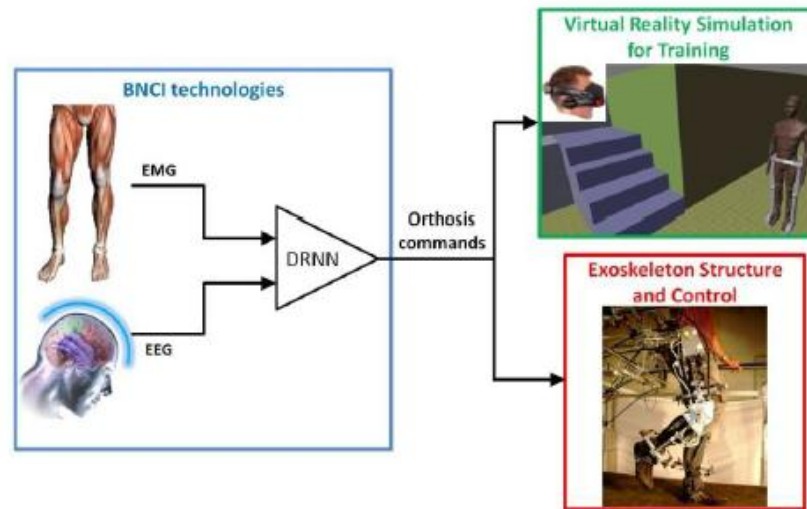 BNCI technologies
EMG
EEG
DRNN
Orthosis
commands
Virtual Reality Simulation
for Training
Exoskeleton Structure
and Control